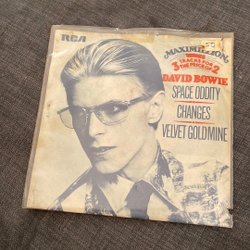 RCA
MAXIMILLION
3 TRACKS FOR
THE PRICE OF 2
DAVID BOWIE
SPACE ODDITY
CHANGES
VELVET GOLDMINE